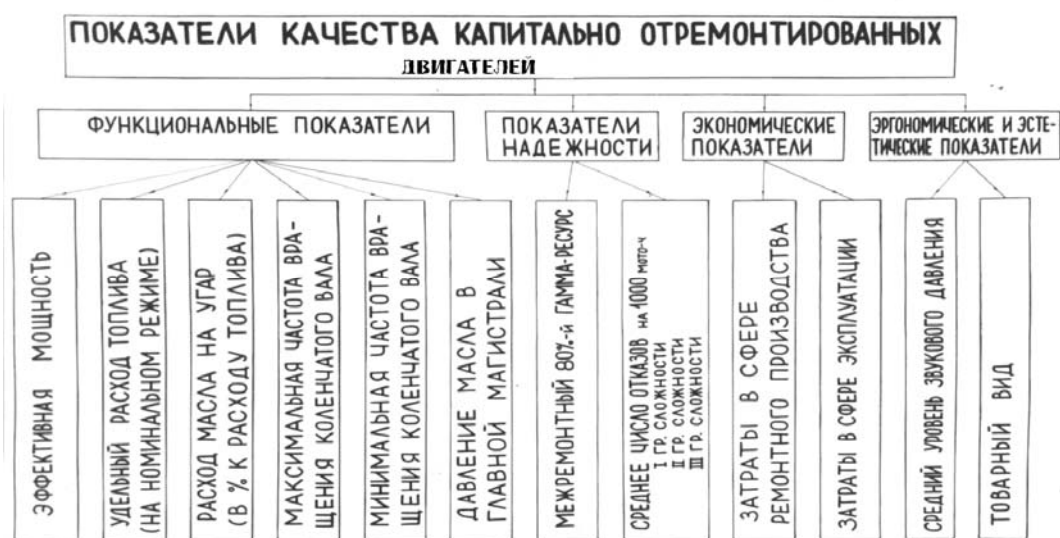 ПОКАЗАТЕЛИ КАЧЕСТВА КАПИТАЛЬНО ОТРЕМОНТИРОВАННЫХ
ДВИГАТЕЛЕЙ
ФУНКЦИОНАЛЬНЫЕ ПОКАЗАТЕЛИ
ПОКАЗАТЕЛИ
НАДЕЖНОСТИ
ЭКОНОМИЧЕСКИЕ
ПОКАЗАТЕЛИ
ЭРГОНОМИЧЕСКИЕ И ЭСТЕ-
ТИЧЕСКИЕ ПОКАЗАТЕЛИ
ЭФФЕКТИВНАЯ МОЩНОСТЬ
УДЕЛЬНЫЙ РАСХОД ТОПЛИВА
(НА НОМИНАЛЬНОМ РЕЖИМЕ)
РАСХОД МАСЛА НА УГАР
(В % К РАСХОДУ ТОПЛИВА)
МАКСИМАЛЬНАЯ ЧАСТОТА ВРА-
ЩЕНИЯ КОЛЕНЧАТОГО ВАЛА
МИНИМАЛЬНАЯ ЧАСТОТА ВРА-
ЩЕНИЯ КОЛЕНЧАТОГО ВАЛА
ДАВЛЕНИЕ МАСЛА В
ГЛАВНОЙ МАГИСТРАЛИ
МЕЖРЕМОНТНЫЙ 80%-й ГАММА-РЕСУРС
СРЕДНЕЕ ЧИСЛО ОТКАЗОВ НА 1000 мото-ч
I ГР. СЛОЖНОСТИ
II ГР. СЛОЖНОСТИ
III ГР. СЛОЖНОСТИ
ЗАТРАТЫ В СФЕРЕ
РЕМОНТНОГО ПРОИЗВОДСТВА
ЗАТРАТЫ В СФЕРЕ ЭКСПЛУАТАЦИИ
СРЕДНИЙ УРОВЕНЬ ЗВУКОВОГО ДАВЛЕНИЯ
ТОВАРНЫЙ ВИД